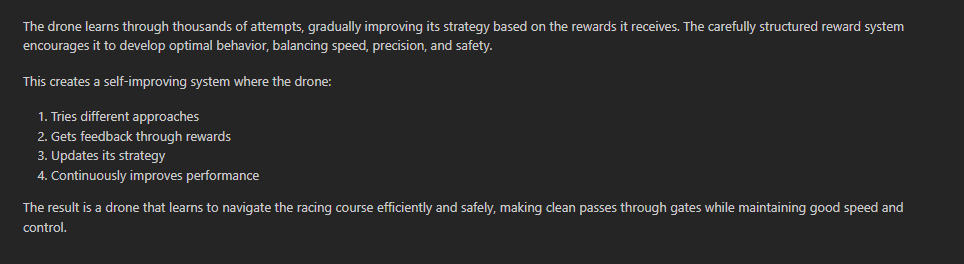 The drone learns through thousands of attempts, gradually improving its strategy based on the rewards it receives. The carefully structured reward system
encourages it to develop optimal behavior, balancing speed, precision, and safety.
This creates a self-improving system where the drone:
1. Tries different approaches
2. Gets feedback through rewards
3. Updates its strategy
4. Continuously improves performance
The result is a drone that learns to navigate the racing course efficiently and safely, making clean passes through gates while maintaining good speed and
control.